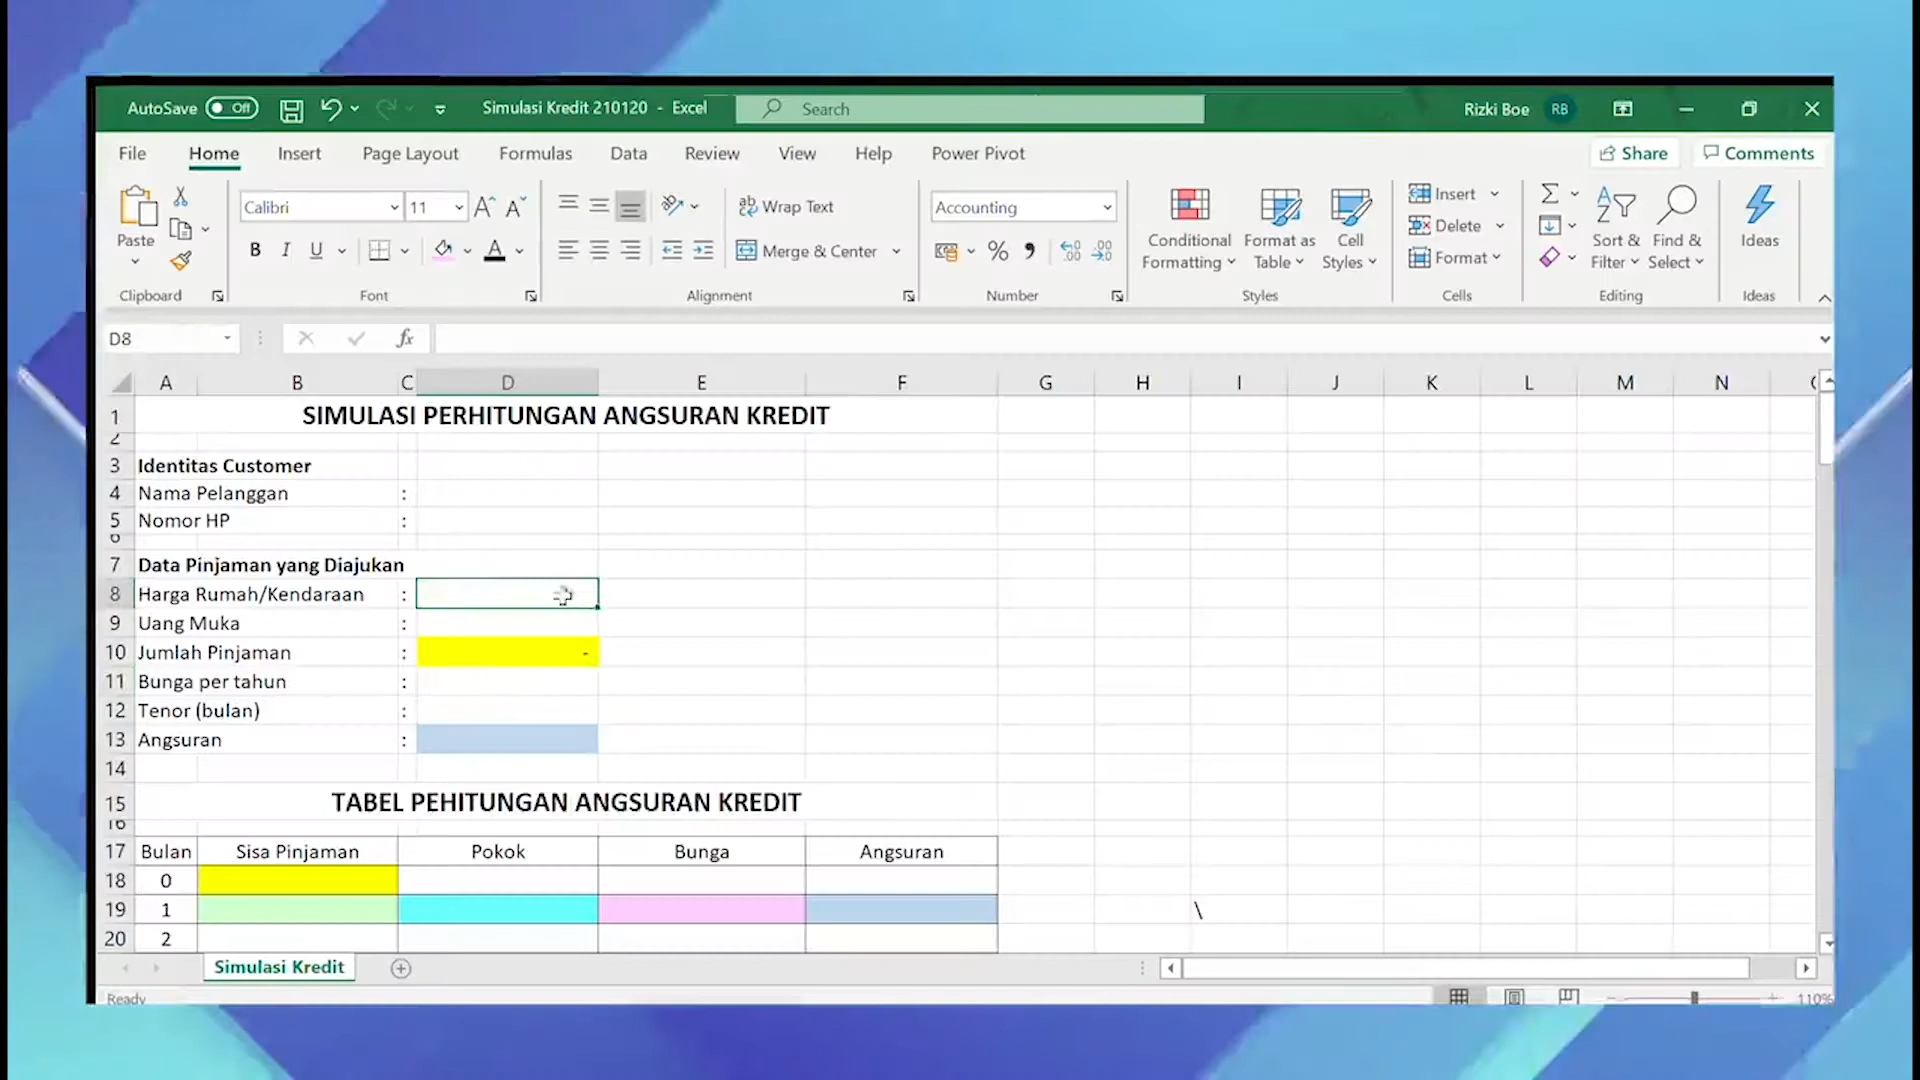 AutoSave Off Simulasi Kredit 210120 - Excel Search Rizki Boe RB
File Home Insert Page Layout Formulas Data Review View Help Power Pivot Share Comments
Paste Calibri 11 A A ab Wrap Text Accounting Insert Σ A Z
B I U A Merge & Center % , Conditional Formatting Format as Table Cell Styles Delete Format Sort & Filter Find & Select Ideas
Clipboard Font Alignment Number Styles Cells Editing Ideas
D8 fx
A B C D E F G H I J K L M N
1 SIMULASI PERHITUNGAN ANGSURAN KREDIT
2
3 Identitas Customer
4 Nama Pelanggan :
5 Nomor HP :
6
7 Data Pinjaman yang Diajukan
8 Harga Rumah/Kendaraan :
9 Uang Muka :
10 Jumlah Pinjaman : -
11 Bunga per tahun :
12 Tenor (bulan) :
13 Angsuran :
14
15 TABEL PEHITUNGAN ANGSURAN KREDIT
16
17 Bulan Sisa Pinjaman Pokok Bunga Angsuran
18 0
19 1 \
20 2
Simulasi Kredit
Ready 110%